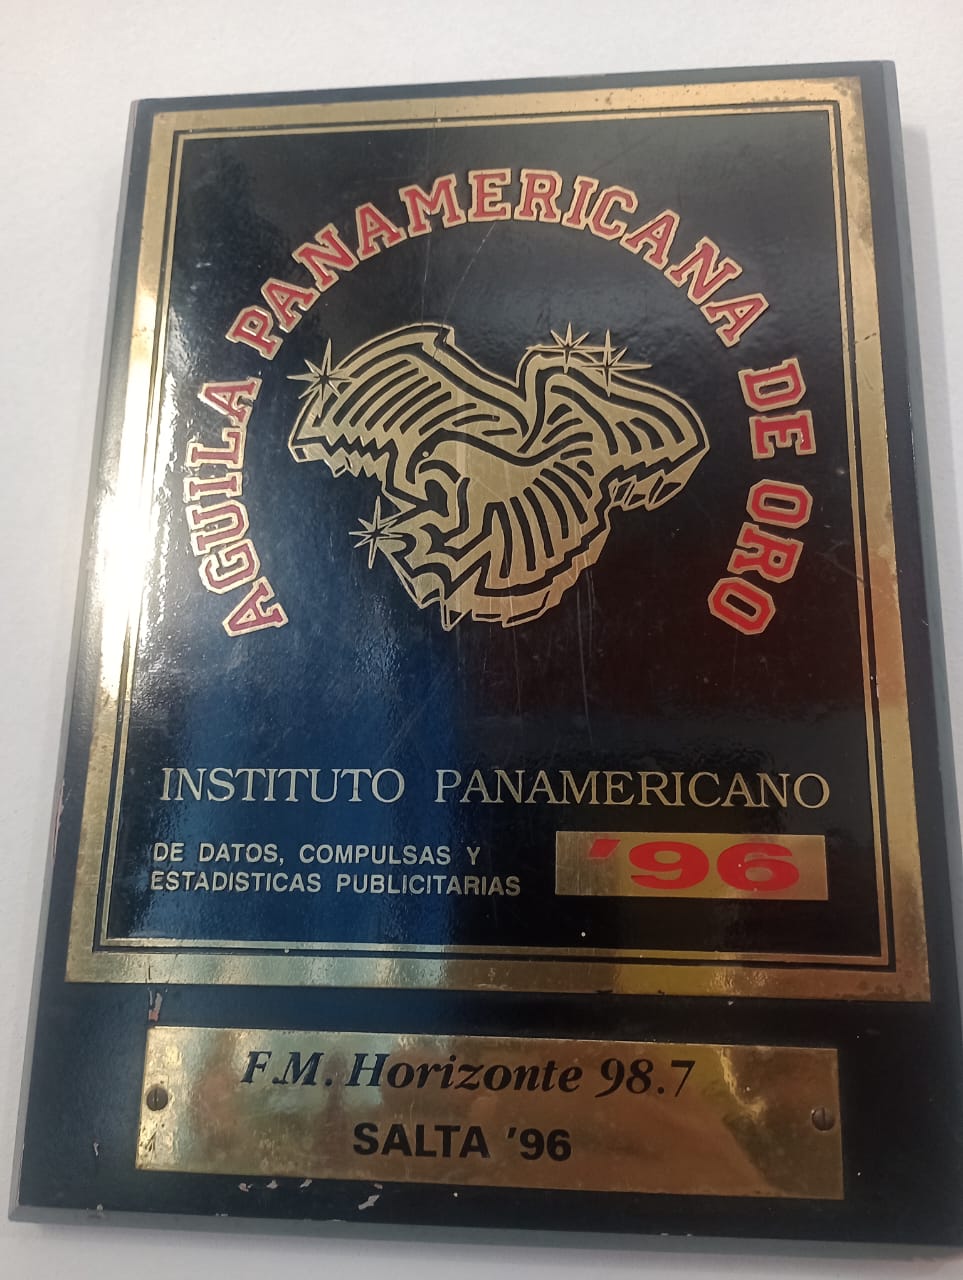 AGUILA PANAMERICANA DE ORO
INSTITUTO PANAMERICANO
DE DATOS, COMPULSAS Y
ESTADISTICAS PUBLICITARIAS
'96
F.M. Horizonte 98.7
SALTA '96